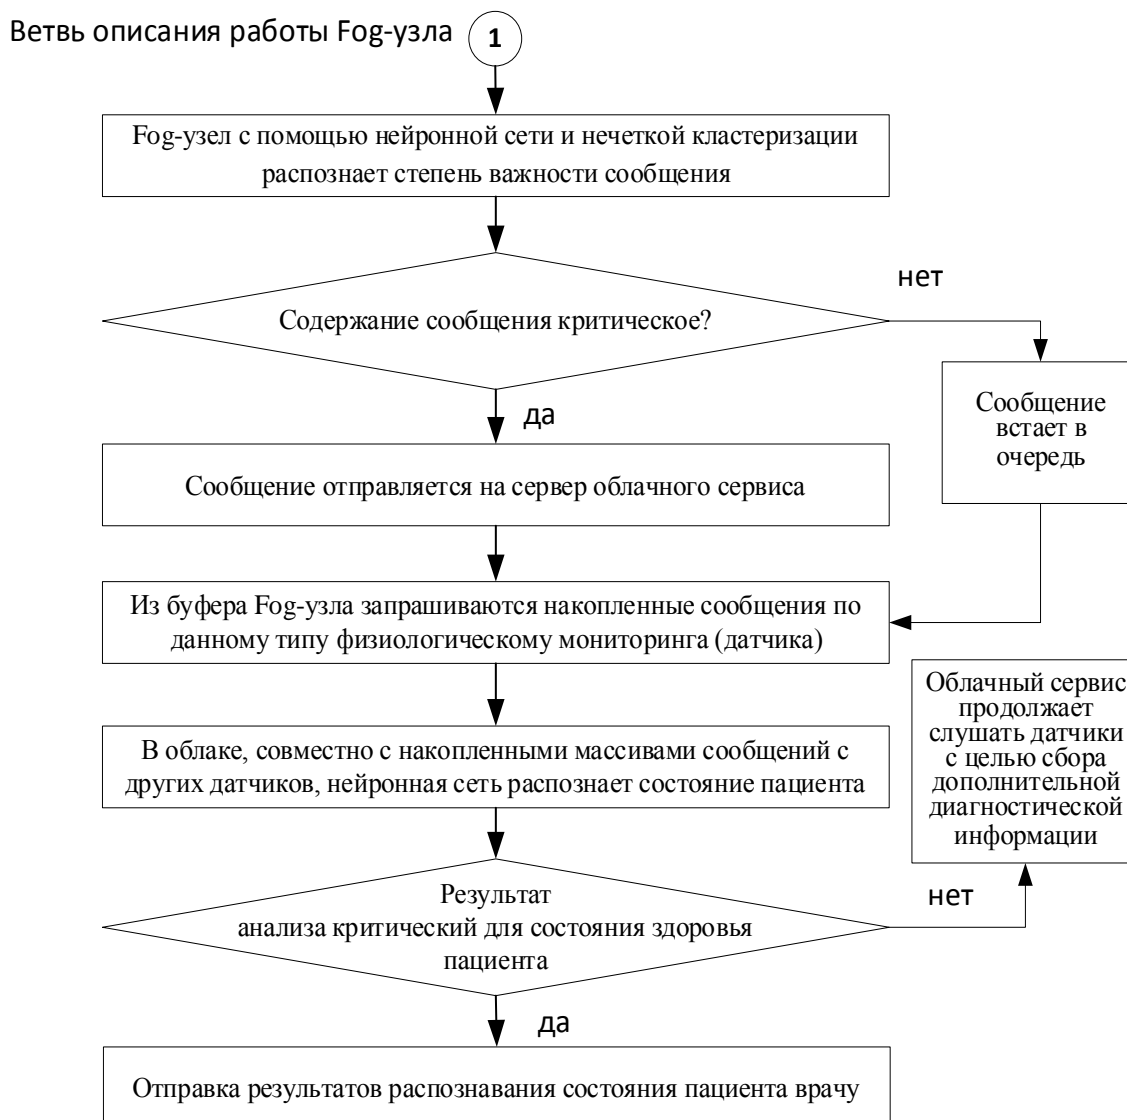 Ветвь описания работы Fog-узла
1
Fog-узел с помощью нейронной сети и нечеткой кластеризации
распознает степень важности сообщения
нет
Содержание сообщения критическое?
да
Сообщение
встает в
очередь
Сообщение отправляется на сервер облачного сервиса
Из буфера Fog-узла запрашиваются накопленные сообщения по
данному типу физиологическому мониторинга (датчика)
Облачный сервис
продолжает
слушать датчики
с целью сбора
дополнительной
диагностической
информации
В облаке, совместно с накопленными массивами сообщений с
других датчиков, нейронная сеть распознает состояние пациента
нет
Результат
анализа критический для состояния здоровья
пациента
да
Отправка результатов распознавания состояния пациента врачу